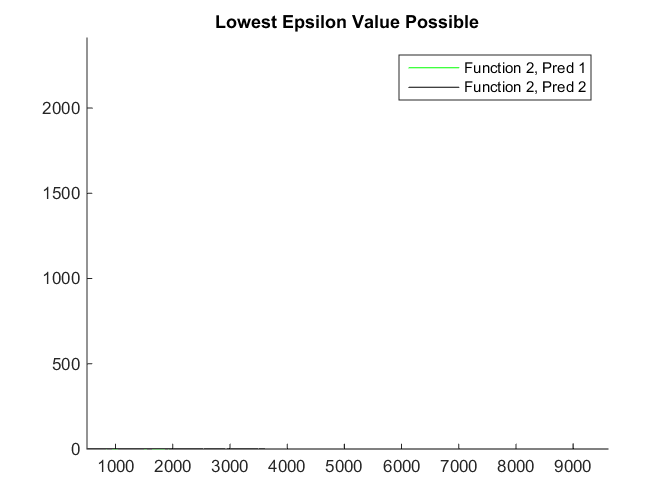 Lowest Epsilon Value Possible
Function 2, Pred 1
Function 2, Pred 2
2000
1500
1000
500
0
1000 2000 3000 4000 5000 6000 7000 8000 9000